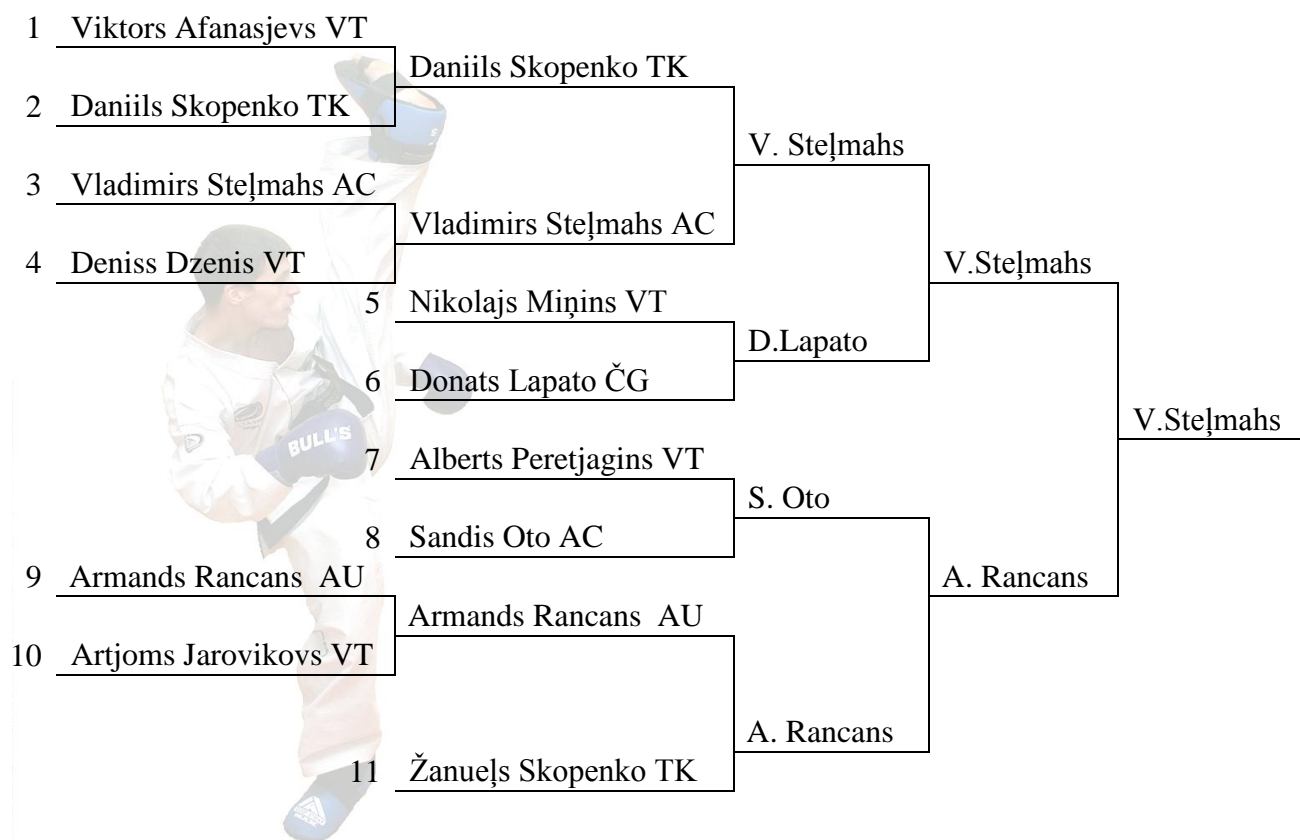 1 Viktors Afanasjevs VT
Daniils Skopenko TK
2 Daniils Skopenko TK
V. Steļmahs
3 Vladimirs Steļmahs AC
Vladimirs Steļmahs AC
4 Deniss Dzenis VT
V.Steļmahs
5 Nikolajs Miņins VT
D.Lapato
6 Donats Lapato ČG
V.Steļmahs
BULL'S
7 Alberts Peretjagins VT
S. Oto
8 Sandis Oto AC
9 Armands Rancans AU
A. Rancans
Armands Rancans AU
10 Artjoms Jarovikovs VT
A. Rancans
11 Žanueļs Skopenko TK